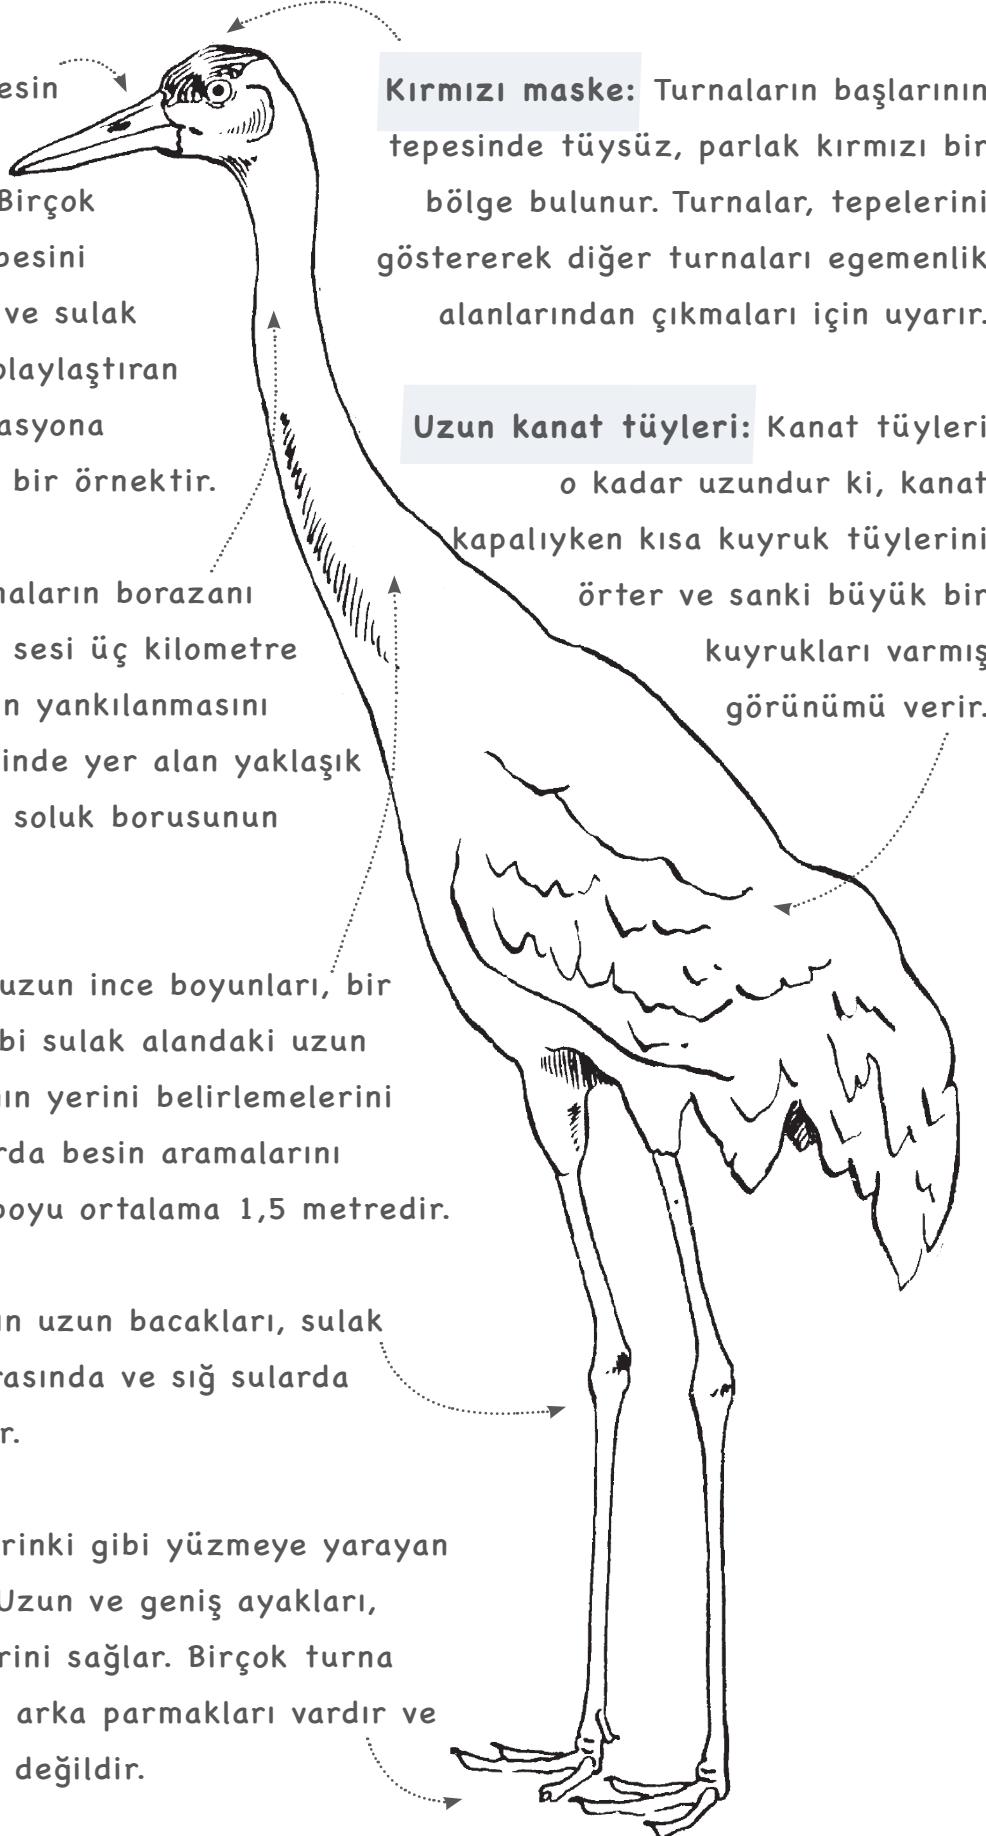 esin
Birçok
besini
ve sulak
olaylaştıran
asyona
bir örnektir.
naların borazanı
sesi üç kilometre
n yankılanmasını
inde yer alan yaklaşık
soluk borusunun
uzun ince boyunları, bir
bi sulak alandaki uzun
nın yerini belirlemelerini
rda besin aramalarını
boyu ortalama 1,5 metredir.
ın uzun bacakları, sulak
rasında ve sığ sularda
r.
rinki gibi yüzmeye yarayan
Uzun ve geniş ayakları,
rini sağlar. Birçok turna
arka parmakları vardır ve
değildir.
Kırmızı maske: Turnaların başlarının
tepesinde tüysüz, parlak kırmızı bir
bölge bulunur. Turnalar, tepelerini
göstererek diğer turnaları egemenlik
alanlarından çıkmaları için uyarır.
Uzun kanat tüyleri: Kanat tüyleri
o kadar uzundur ki, kanat
kapalıyken kısa kuyruk tüylerini
örter ve sanki büyük bir
kuyrukları varmış
görünümü verir.